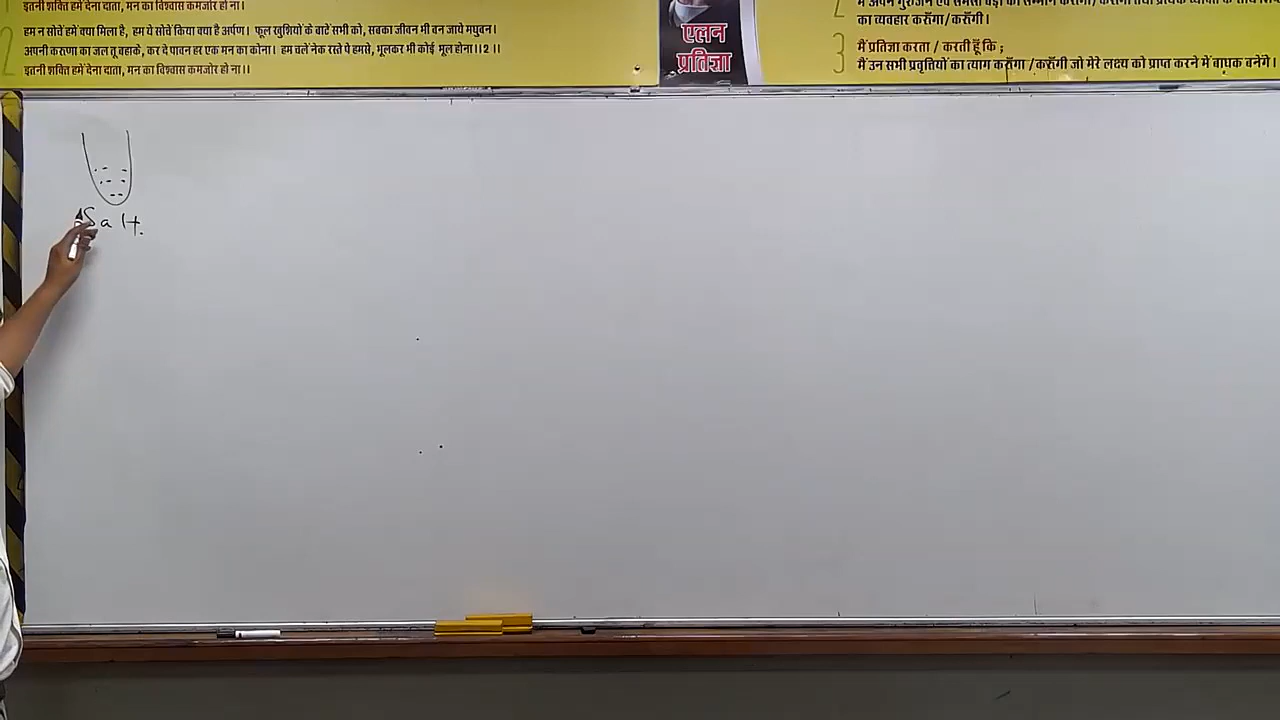 इतनी शक्ति हमें देना दाता, मन का विश्वास कमजोर हो ना।
हम न सोचें हमें क्या मिला है, हम ये सोचें किया क्या है अर्पण। फूल खुशियों के बाटें सभी को, सबका जीवन भी बन जाये मधुबन।
2 अपनी करुणा का जल तू बहाके, कर दे पावन हर एक मन का कोना। हम चलें नेक रस्ते पे हमसे, भूलकर भी कोई भूल होना।।2।।
इतनी शक्ति हमें देना दाता, मन का विश्वास कमजोर हो ना।।
एलन
प्रतिज्ञा
2
का व्यवहार करूँगा/करूँगी।
3 मैं प्रतिज्ञा करता / करती हूँ कि ;
मैं उन सभी प्रवृत्तियों का त्याग करूँगा /करूँगी जो मेरे लक्ष्य को प्राप्त करने में बाधक बनेंगे।
Salt.